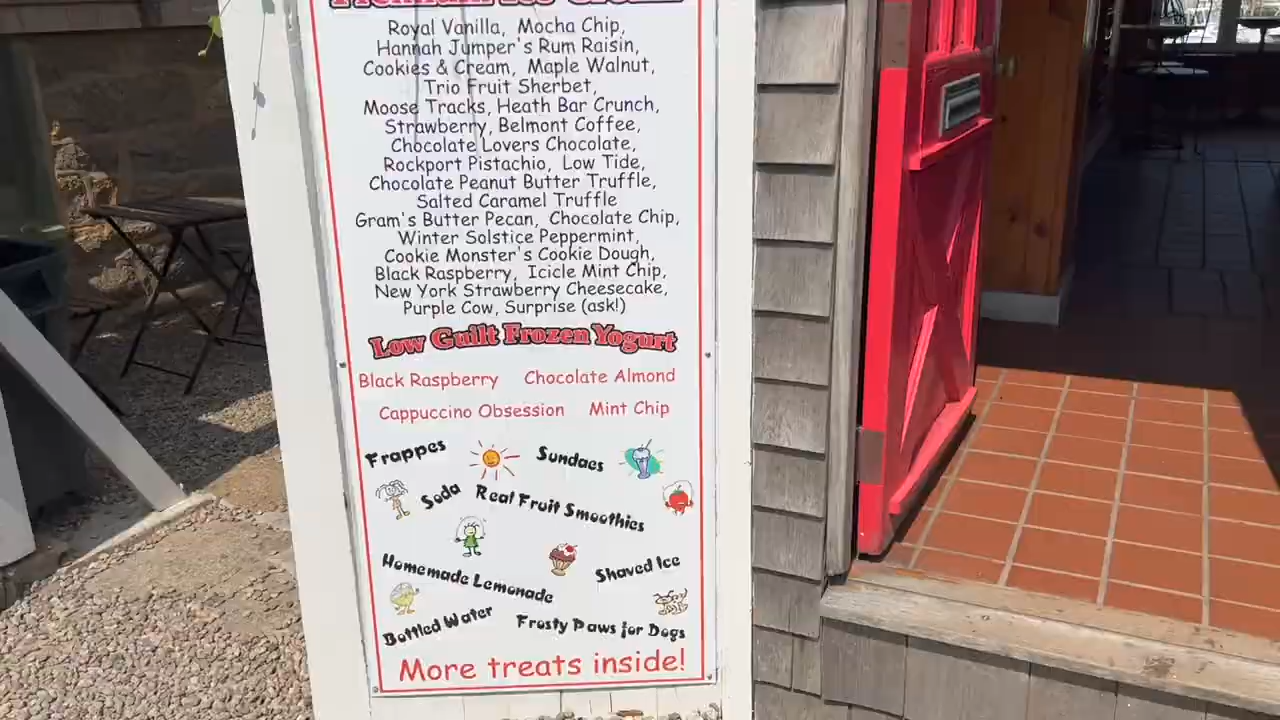 Premium Ice Cream
Royal Vanilla, Mocha Chip,
Hannah Jumper's Rum Raisin,
Cookies & Cream, Maple Walnut,
Trio Fruit Sherbet,
Moose Tracks, Heath Bar Crunch,
Strawberry, Belmont Coffee,
Chocolate Lovers Chocolate,
Rockport Pistachio, Low Tide,
Chocolate Peanut Butter Truffle,
Salted Caramel Truffle
Gram's Butter Pecan, Chocolate Chip,
Winter Solstice Peppermint,
Cookie Monster's Cookie Dough,
Black Raspberry, Icicle Mint Chip,
New York Strawberry Cheesecake,
Purple Cow, Surprise (ask!)
Low Guilt Frozen Yogurt
Black Raspberry Chocolate Almond
Cappuccino Obsession Mint Chip
Frappes Sundaes
Soda Real Fruit Smoothies
Homemade Lemonade Shaved Ice
Bottled Water Frosty Paws for Dogs
More treats inside!